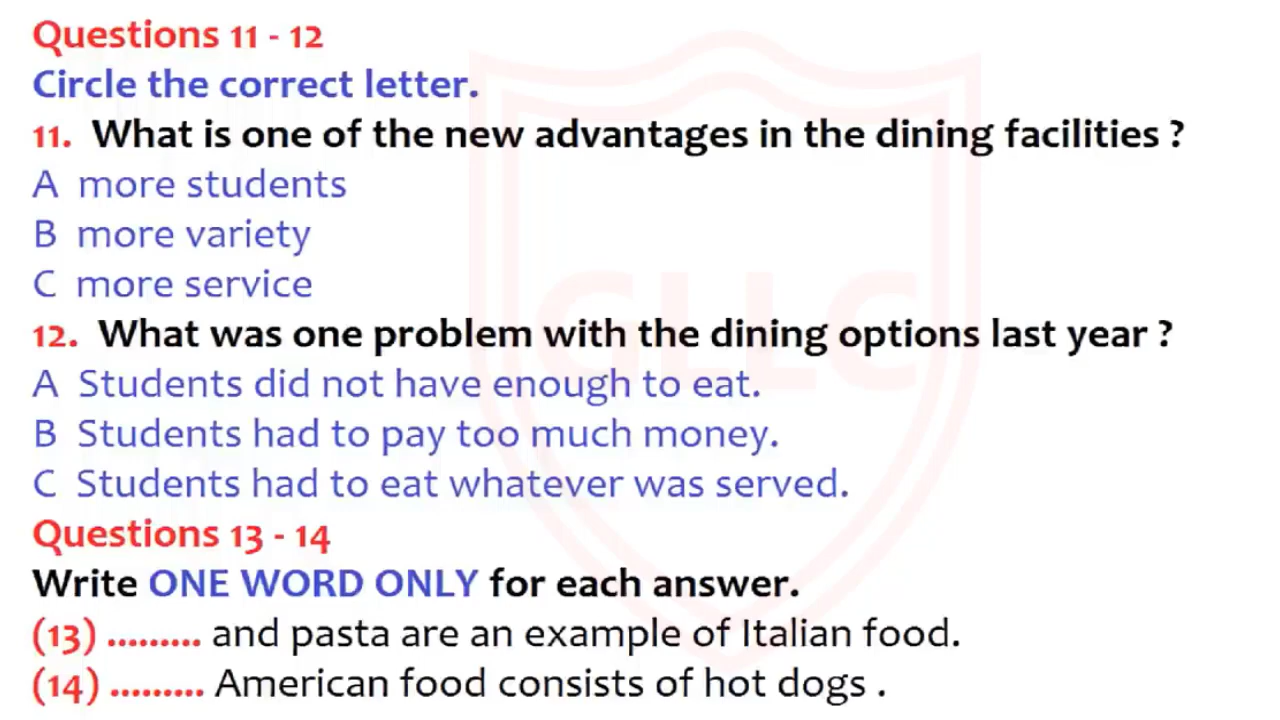 Questions 11 - 12
Circle the correct letter.
11. What is one of the new advantages in the dining facilities ?
A more students
B more variety
C more service
12. What was one problem with the dining options last year ?
A Students did not have enough to eat.
B Students had to pay too much money.
C Students had to eat whatever was served.
Questions 13 - 14
Write ONE WORD ONLY for each answer.
(13) ......... and pasta are an example of Italian food.
(14) ......... American food consists of hot dogs .
GLLC